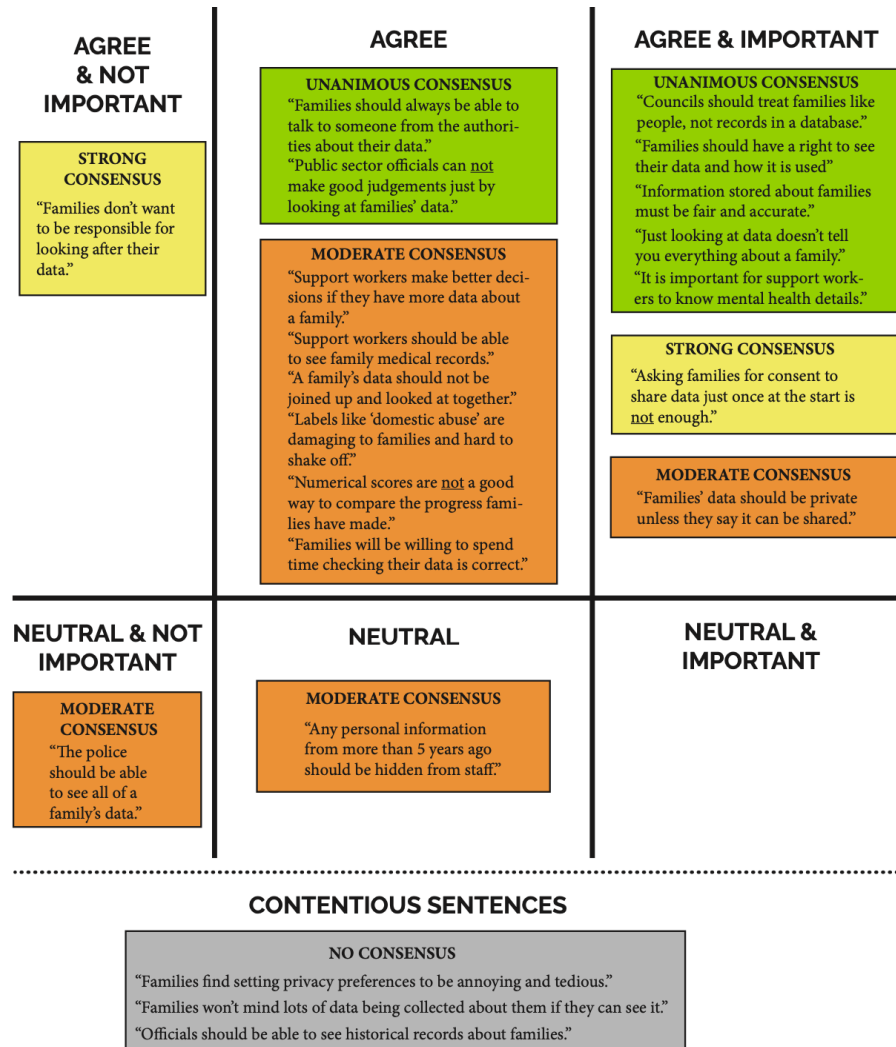 AGREE
& NOT
IMPORTANT
STRONG
CONSENSUS
“Families don’t want
to be responsible for
looking after their
data.”
AGREE
UNANIMOUS CONSENSUS
“Families should always be able to
talk to someone from the authori-
ties about their data.”
“Public sector officials can not
make good judgements just by
looking at families’ data.”
MODERATE CONSENSUS
“Support workers make better deci-
sions if they have more data about
a family.”
“Support workers should be able
to see family medical records.”
“A family’s data should not be
joined up and looked at together.”
“Labels like ‘domestic abuse’ are
damaging to families and hard to
shake off.”
“Numerical scores are not a good
way to compare the progress fami-
lies have made.”
“Families will be willing to spend
time checking their data is correct.”
AGREE & IMPORTANT
UNANIMOUS CONSENSUS
“Councils should treat families like
people, not records in a database.”
“Families should have a right to see
their data and how it is used”
“Information stored about families
must be fair and accurate.”
“Just looking at data doesn’t tell
you everything about a family.”
“It is important for support work-
ers to know mental health details.”
STRONG CONSENSUS
“Asking families for consent to
share data just once at the start is
not enough.”
MODERATE CONSENSUS
“Families’ data should be private
unless they say it can be shared.”
NEUTRAL & NOT
IMPORTANT
MODERATE
CONSENSUS
“The police
should be able
to see all of a
family’s data.”
NEUTRAL
MODERATE CONSENSUS
“Any personal information
from more than 5 years ago
should be hidden from staff.”
NEUTRAL &
IMPORTANT
CONTENTIOUS SENTENCES
NO CONSENSUS
“Families find setting privacy preferences to be annoying and tedious.”
“Families won’t mind lots of data being collected about them if they can see it.”
“Officials should be able to see historical records about families.”